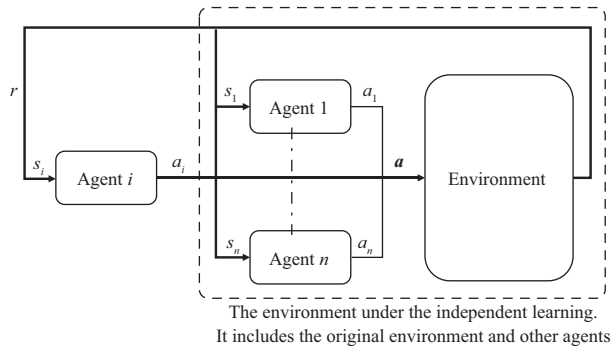 r
s₁
Agent 1
a₁
sᵢ
Agent i
aᵢ
a
Environment
sₙ
Agent n
aₙ
The environment under the independent learning.
It includes the original environment and other agents